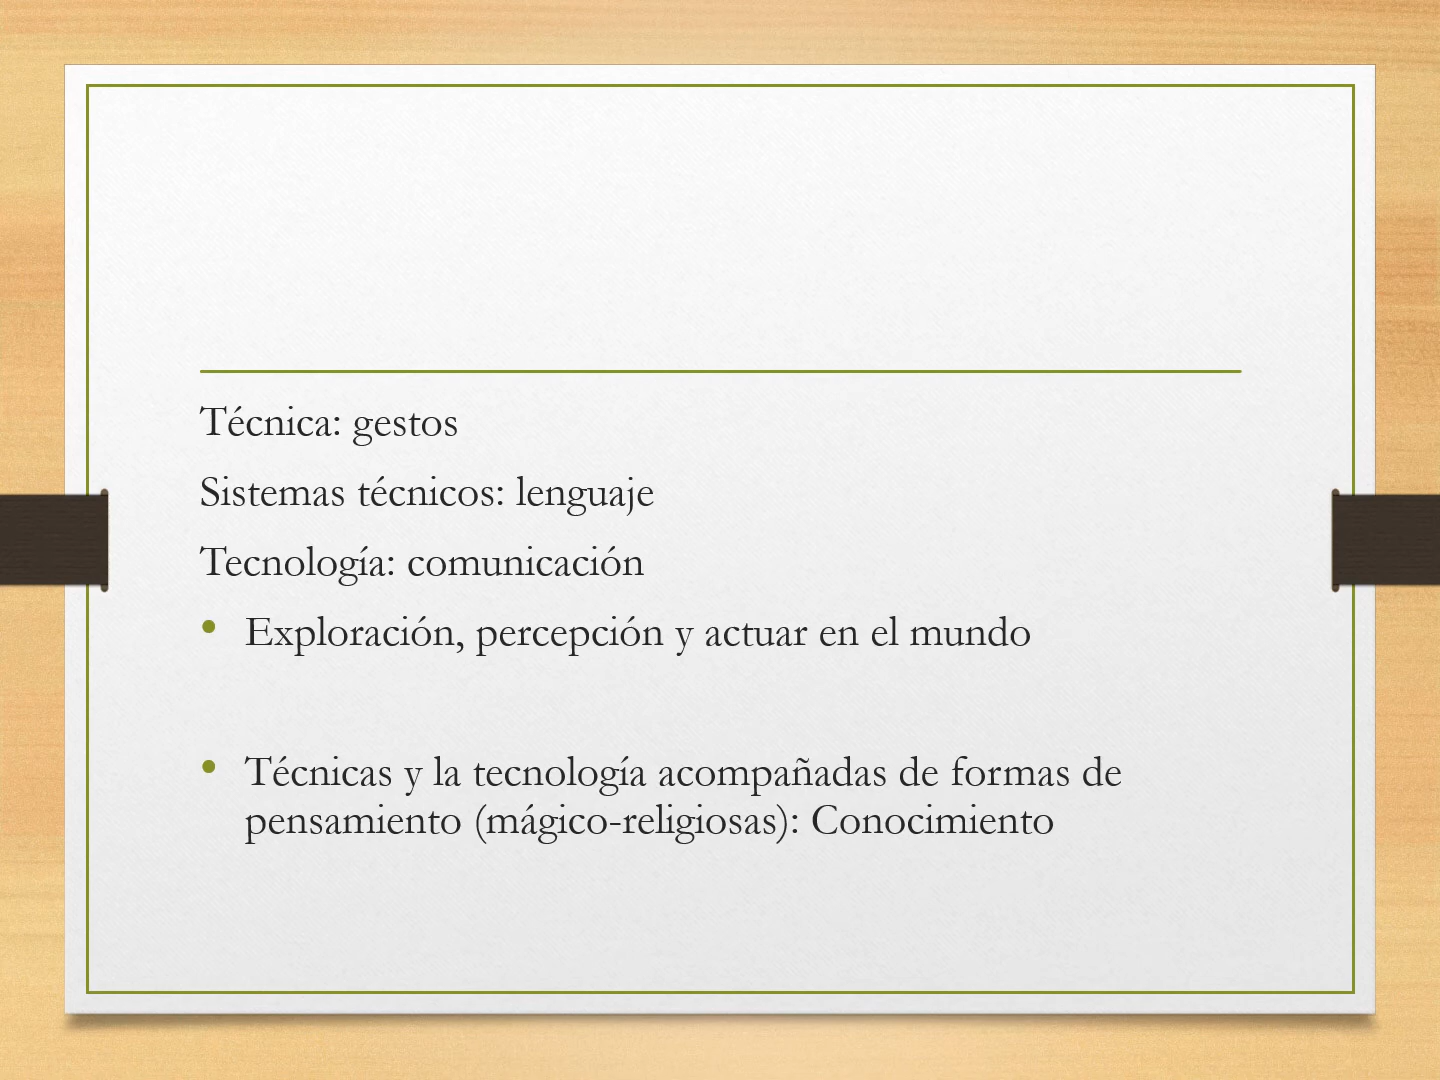 Técnica: gestos
Sistemas técnicos: lenguaje
Tecnología: comunicación
• Exploración, percepción y actuar en el mundo
• Técnicas y la tecnología acompañadas de formas de
pensamiento (mágico-religiosas): Conocimiento